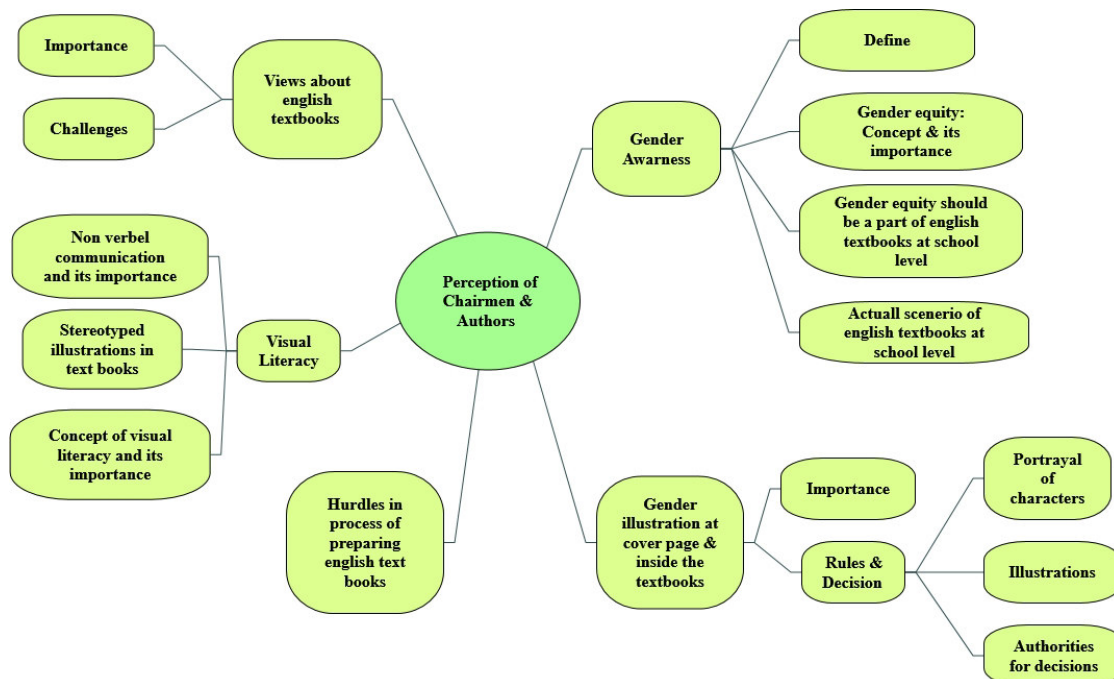 Importance
Challenges
Views about
english
textbooks
Non verbel
communication
and its importance
Stereotyped
illustrations in
text books
Concept of visual
literacy and its
importance
Visual
Literacy
Perception of
Chairmen &
Authors
Hurdles in
process of
preparing
english text
books
Gender
Awarness
Define
Gender equity:
Concept & its
importance
Gender equity should
be a part of english
textbooks at school
level
Actuall scenerio of
english textbooks at
school level
Gender
illustration at
cover page &
inside the
textbooks
Importance
Rules &
Decision
Portrayal
of
characters
Illustrations
Authorities
for decisions